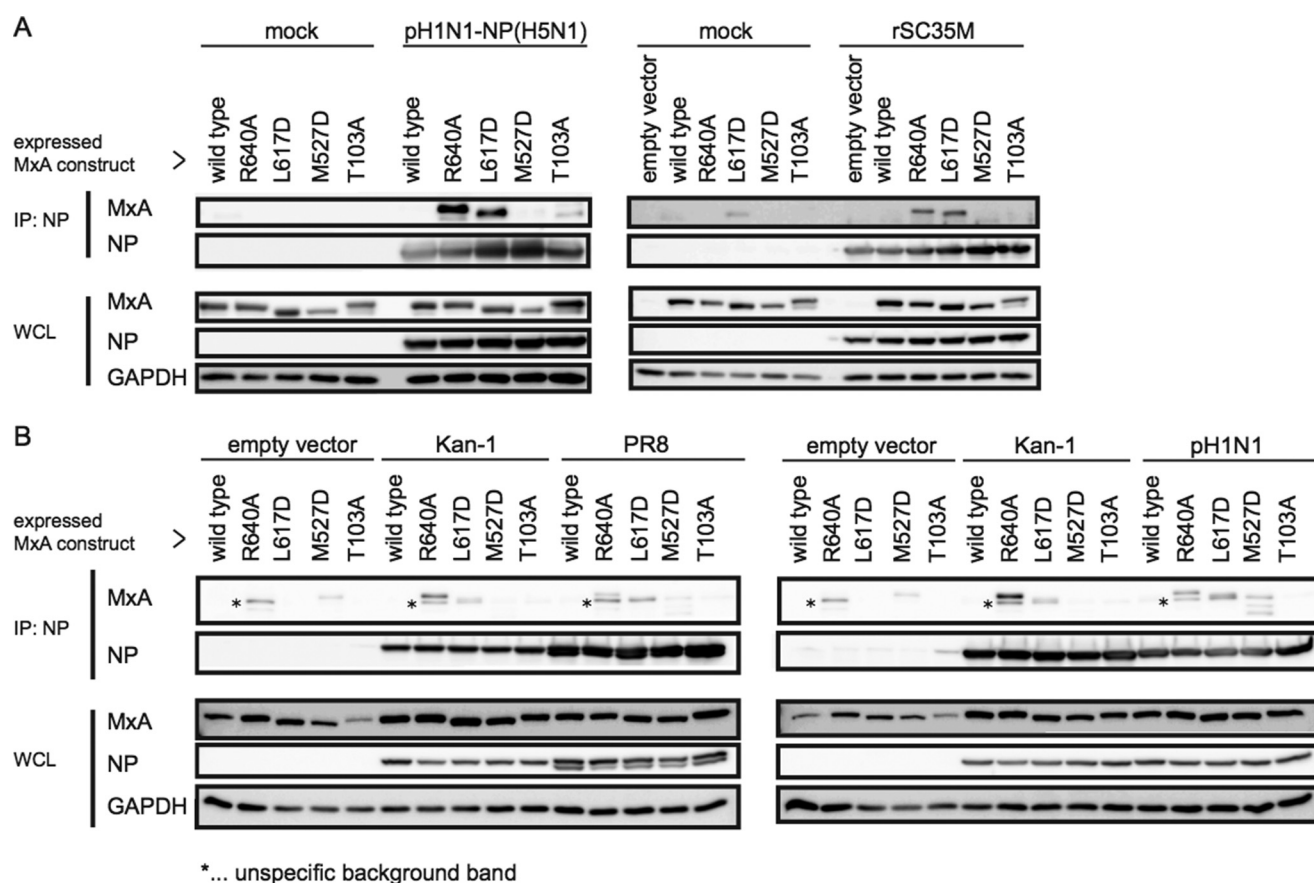 A
mock pH1N1-NP(H5N1) mock rSC35M
expressed
MxA construct >
wild type R640A L617D M527D T103A wild type R640A L617D M527D T103A empty vector wild type R640A L617D M527D T103A empty vector wild type R640A L617D M527D T103A
IP: NP
MxA
NP
WCL
MxA
NP
GAPDH
B
empty vector Kan-1 PR8 empty vector Kan-1 pH1N1
expressed
MxA construct >
wild type R640A L617D M527D T103A wild type R640A L617D M527D T103A wild type R640A L617D M527D T103A wild type R640A L617D M527D T103A wild type R640A L617D M527D T103A wild type R640A L617D M527D T103A
IP: NP
MxA * * * * * *
NP
WCL
MxA
NP
GAPDH
*... unspecific background band